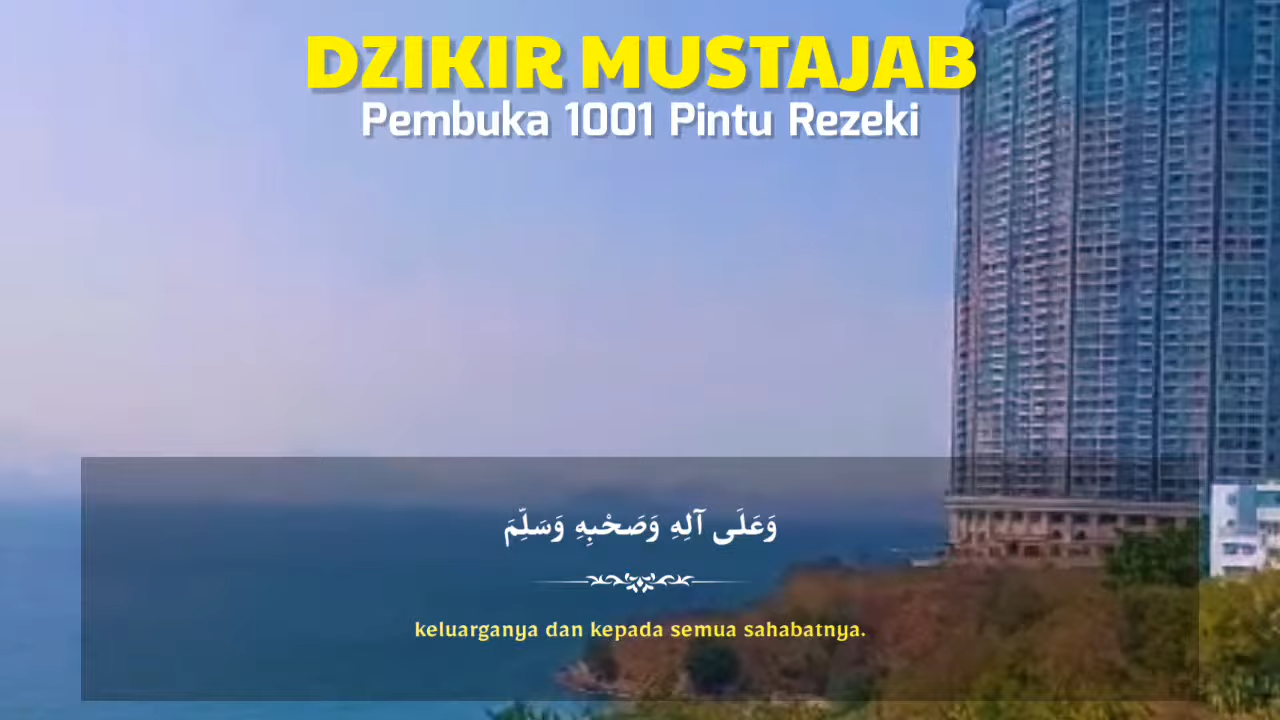 DZIKIR MUSTAJAB
Pembuka 1001 Pintu Rezeki
وَعَلَى آلِهِ وَصَحْبِهِ وَسَلِّمَ
keluarganya dan kepada semua sahabatnya.